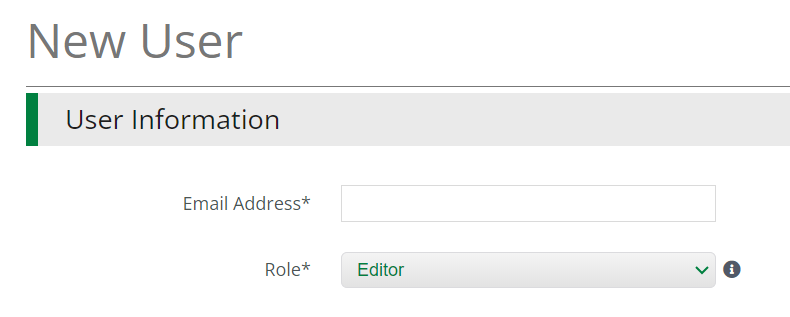 New User
User Information
Email Address*
Role*
Editor